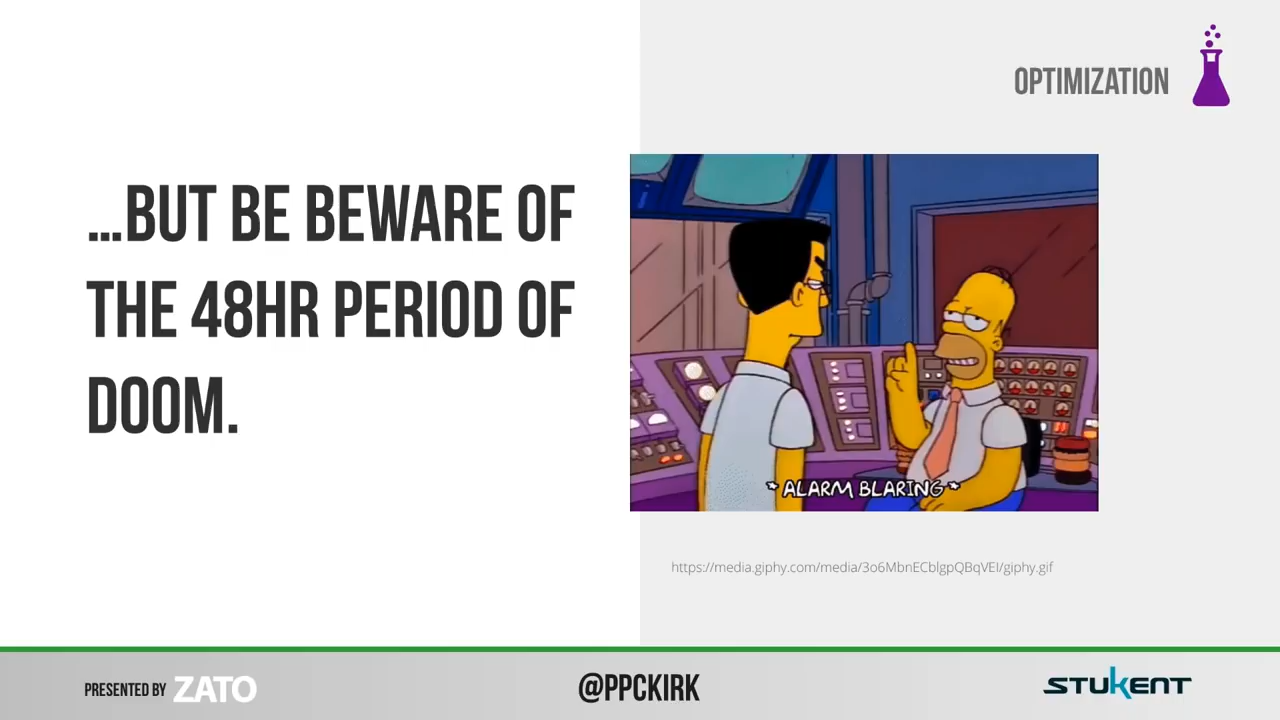 OPTIMIZATION
...BUT BE BEWARE OF
THE 48HR PERIOD OF
DOOM.
* ALARM BLARING *
https://media.giphy.com/media/3o6MbnECblgpQBqVEI/giphy.gif
PRESENTED BY ZATO
@PPCKIRK
STUKENT